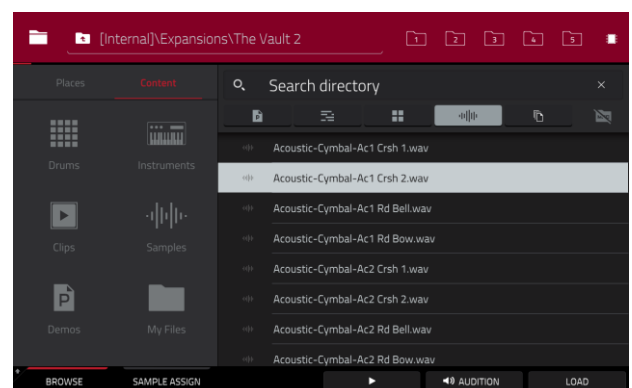 [Internal]\Expansions\The Vault 2
1 2 3 4 5
Places Content
Search directory
Drums Instruments
Clips Samples
P
Demos My Files
Acoustic-Cymbal-Ac1 Crsh 1.wav
Acoustic-Cymbal-Ac1 Crsh 2.wav
Acoustic-Cymbal-Ac1 Rd Bell.wav
Acoustic-Cymbal-Ac1 Rd Bow.wav
Acoustic-Cymbal-Ac2 Crsh 1.wav
Acoustic-Cymbal-Ac2 Crsh 2.wav
Acoustic-Cymbal-Ac2 Rd Bell.wav
Acoustic-Cymbal-Ac2 Rd Bow.wav
BROWSE SAMPLE ASSIGN AUDITION LOAD